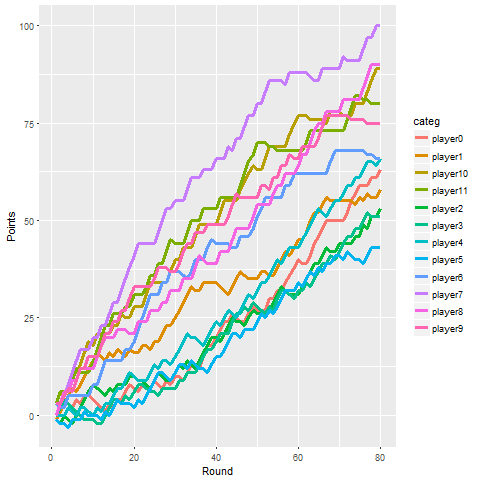 100
75
50
25
0
Points
0
20
40
60
80
Round
categ
player0
player1
player10
player11
player2
player3
player4
player5
player6
player7
player8
player9